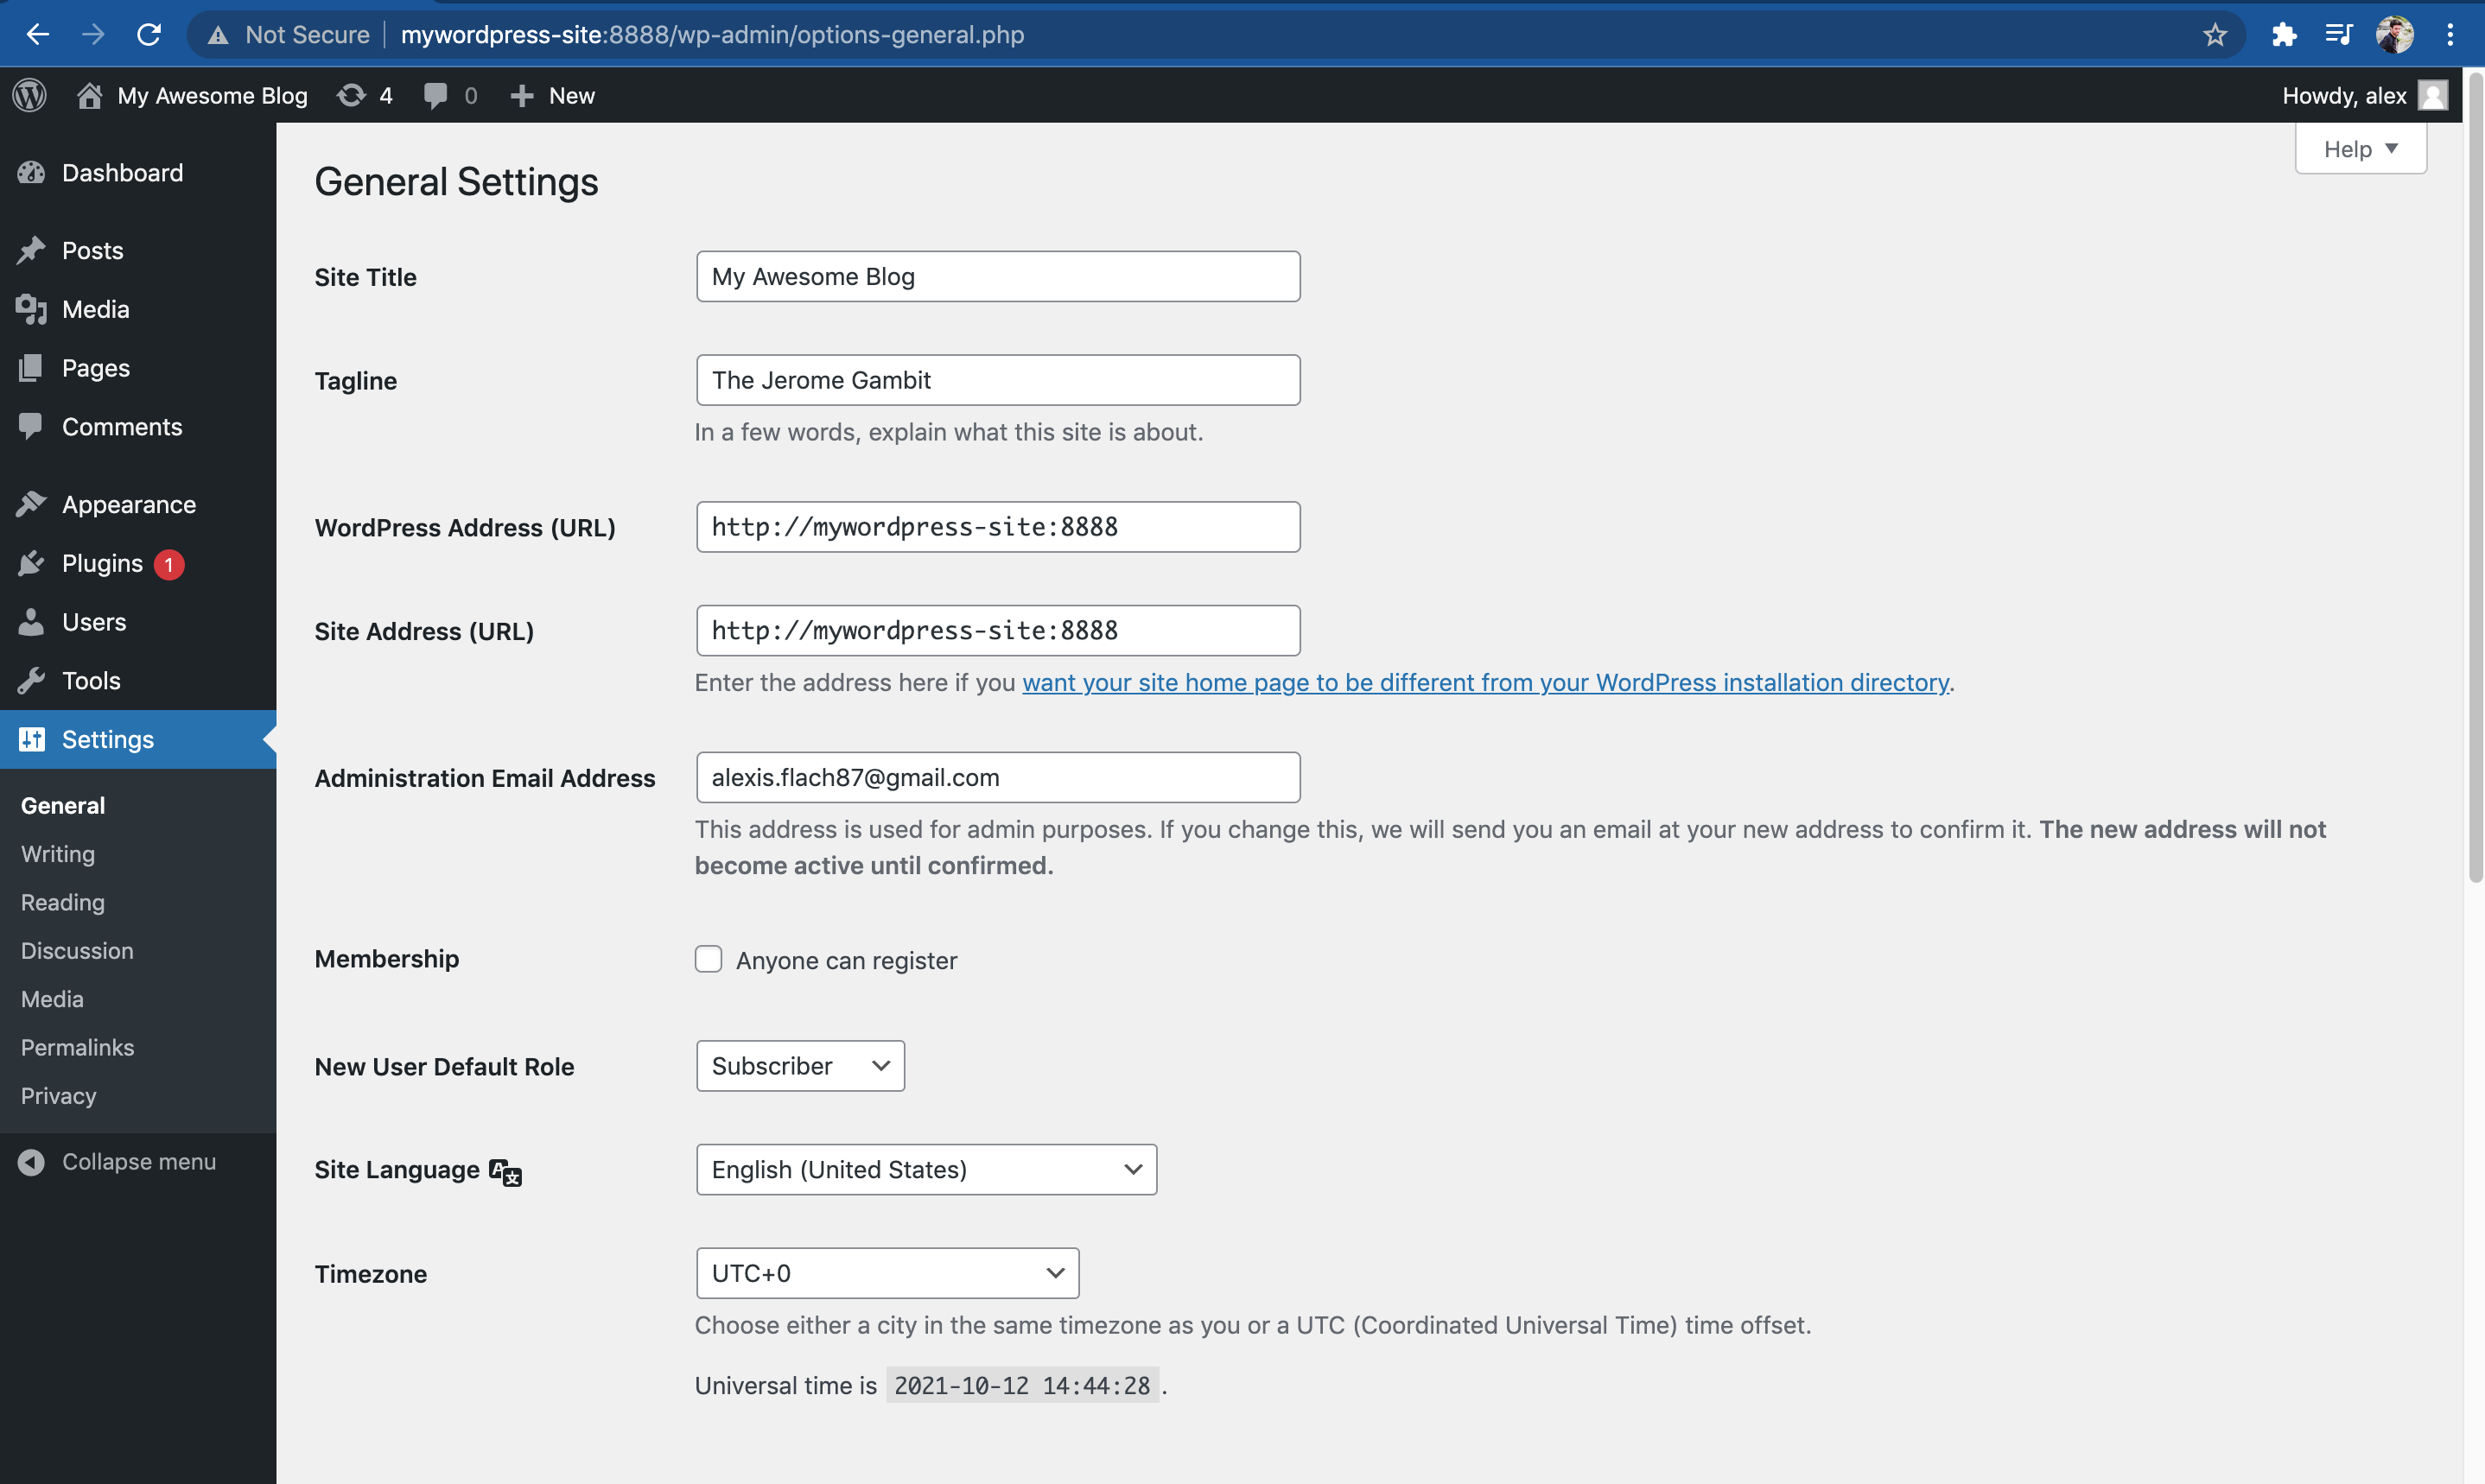 Not Secure mywordpress-site:8888/wp-admin/options-general.php
My Awesome Blog 4 0 New Howdy, alex
Help
Dashboard
Posts
Media
Pages
Comments
Appearance
Plugins 1
Users
Tools
Settings
General
Writing
Reading
Discussion
Media
Permalinks
Privacy
Collapse menu
General Settings
Site Title My Awesome Blog
Tagline The Jerome Gambit
In a few words, explain what this site is about.
WordPress Address (URL) http://mywordpress-site:8888
Site Address (URL) http://mywordpress-site:8888
Enter the address here if you want your site home page to be different from your WordPress installation directory.
Administration Email Address alexis.flach87@gmail.com
This address is used for admin purposes. If you change this, we will send you an email at your new address to confirm it. The new address will not
become active until confirmed.
Membership Anyone can register
New User Default Role Subscriber
Site Language English (United States)
Timezone UTC+0
Choose either a city in the same timezone as you or a UTC (Coordinated Universal Time) time offset.
Universal time is 2021-10-12 14:44:28 .